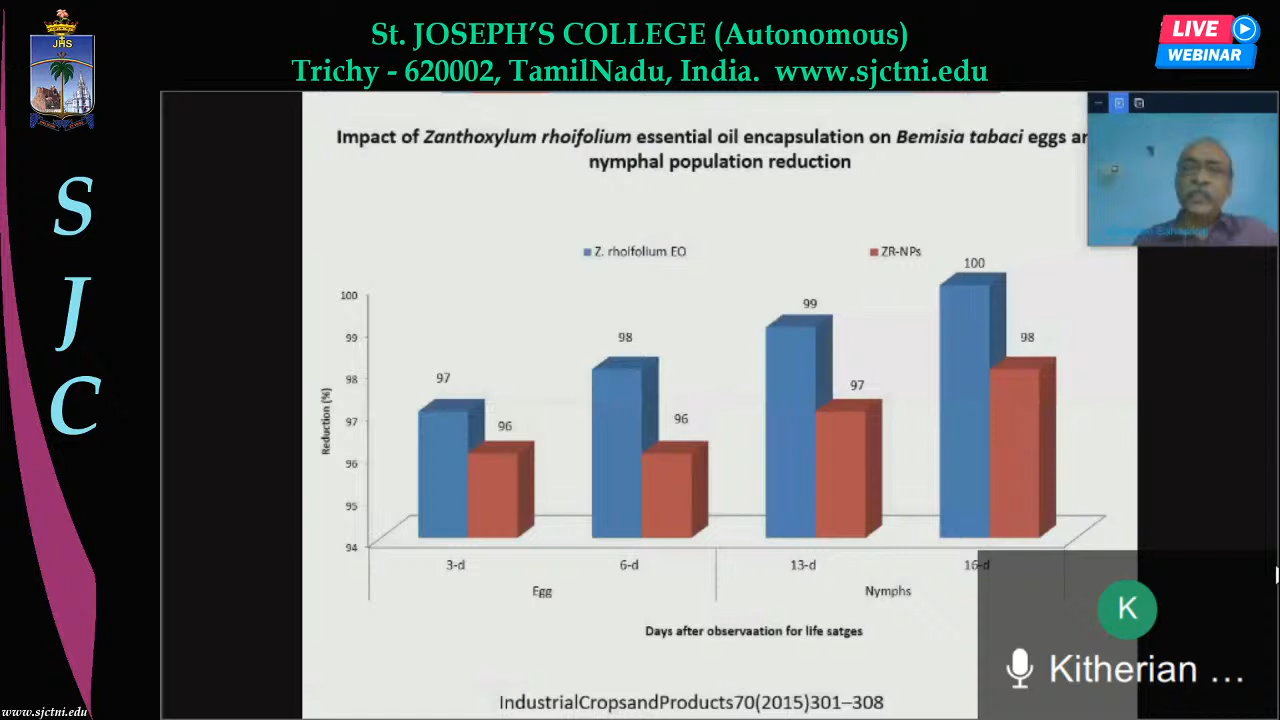 St. JOSEPH'S COLLEGE (Autonomous)
Trichy - 620002, TamilNadu, India. www.sjctni.edu
LIVE
WEBINAR
JHS
S
J
C
Impact of Zanthoxylum rhoifolium essential oil encapsulation on Bemisia tabaci eggs
nymphal population reduction
Z. rhoifolium EO
ZR-NPs
100
99
98
97
96
95
94
Reduction (%)
97
96
98
96
99
97
100
98
3-d
6-d
13-d
16-d
Egg
Nymphs
Days after observaation for life satges
IndustrialCropsandProducts70(2015)301–308
K
Kitherian ...
www.sjctni.edu